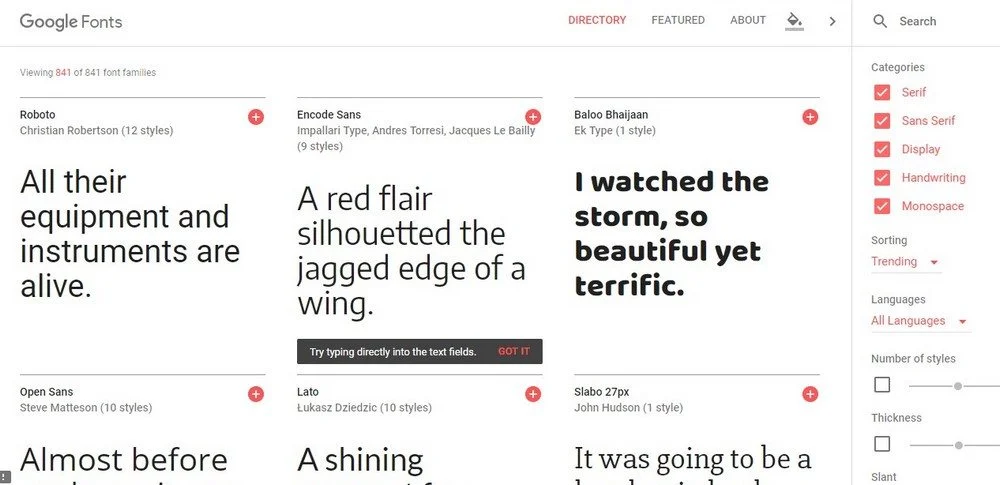 Google Fonts
DIRECTORY
FEATURED
ABOUT
Search
Viewing 841 of 841 font families
Roboto
Christian Robertson (12 styles)
All their
equipment and
instruments are
alive.
Encode Sans
Impallari Type, Andres Torresi, Jacques Le Bailly
(9 styles)
A red flair
silhouetted the
jagged edge of a
wing.
Try typing directly into the text fields. GOT IT
Baloo Bhaijaan
Ek Type (1 style)
I watched the
storm, so
beautiful yet
terrific.
Open Sans
Steve Matteson (10 styles)
Almost before
Lato
Łukasz Dziedzic (10 styles)
A shining
Slabo 27px
John Hudson (1 style)
It was going to be a
Categories
Serif
Sans Serif
Display
Handwriting
Monospace
Sorting
Trending
Languages
All Languages
Number of styles
Thickness
Slant